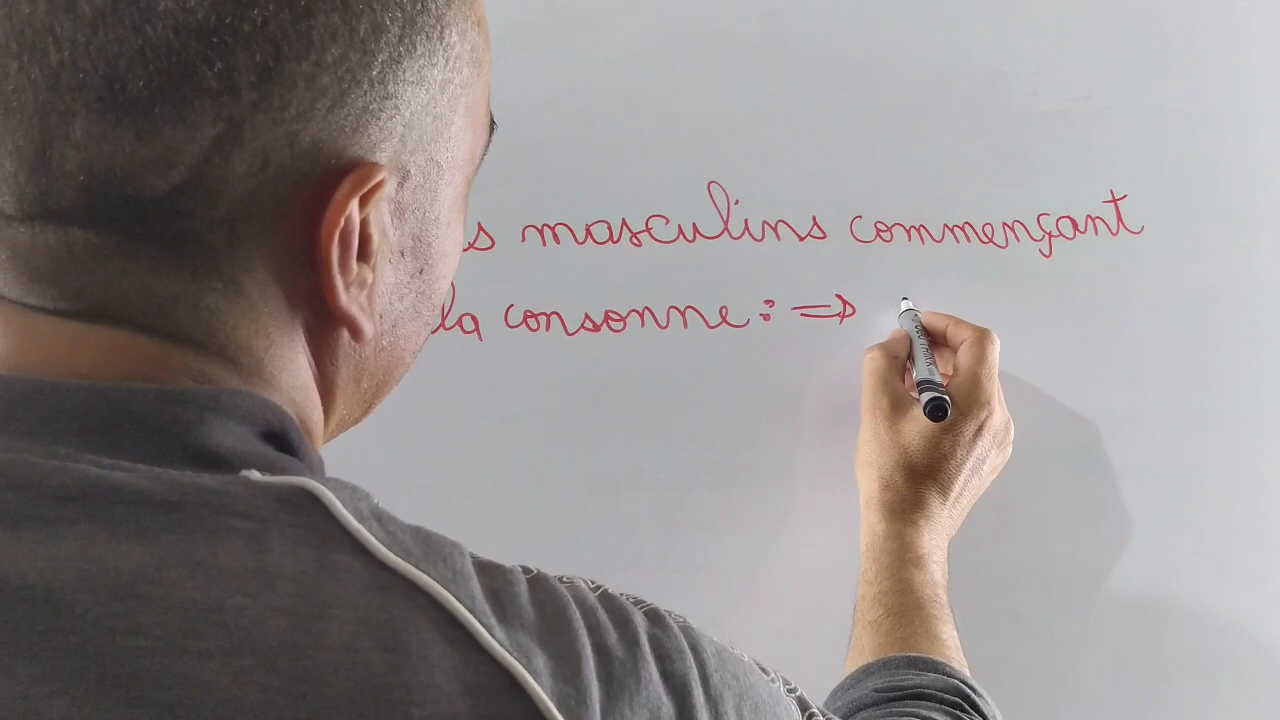 s masculins commençant
la consonne : ⇒